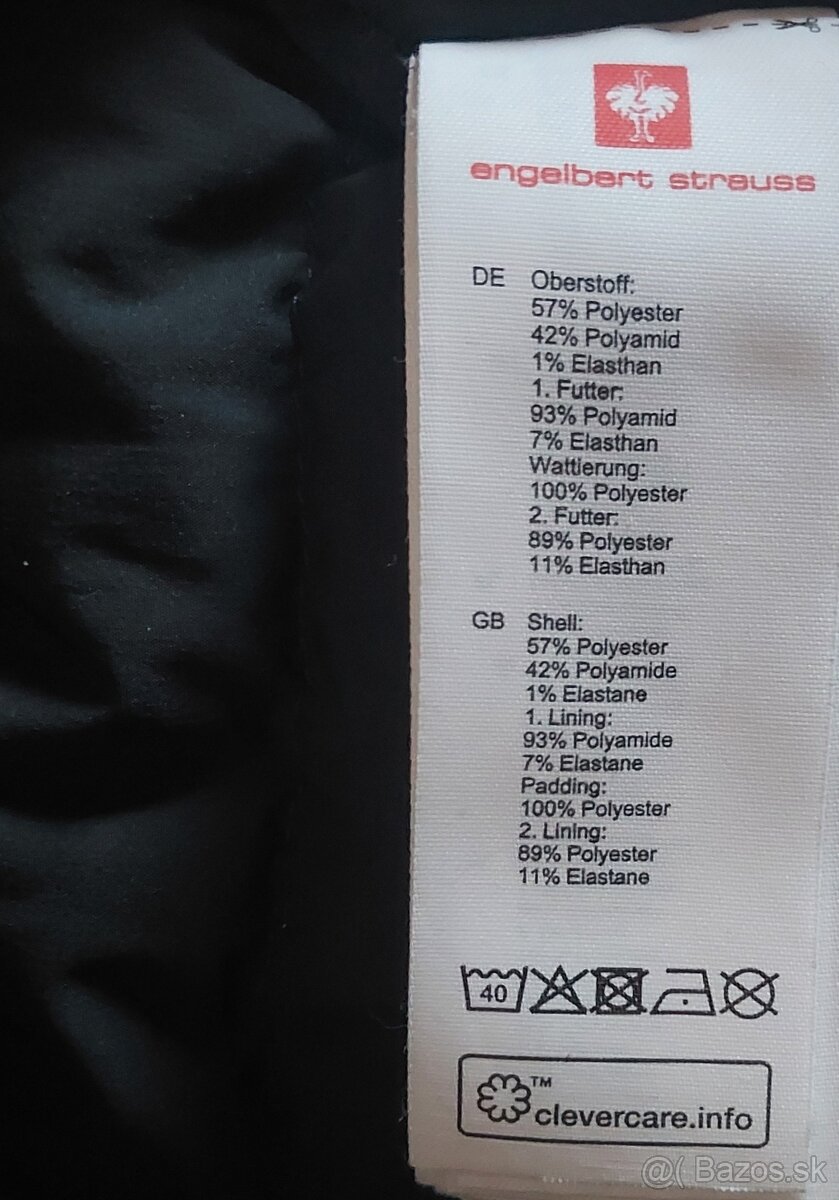 engelbert strauss
DE Oberstoff:
57% Polyester
42% Polyamid
1% Elasthan
1. Futter:
93% Polyamid
7% Elasthan
Wattierung:
100% Polyester
2. Futter:
89% Polyester
11% Elasthan
GB Shell:
57% Polyester
42% Polyamide
1% Elastane
1. Lining:
93% Polyamide
7% Elastane
Padding:
100% Polyester
2. Lining:
89% Polyester
11% Elastane
40
™
clevercare.info
@( Bazos.sk